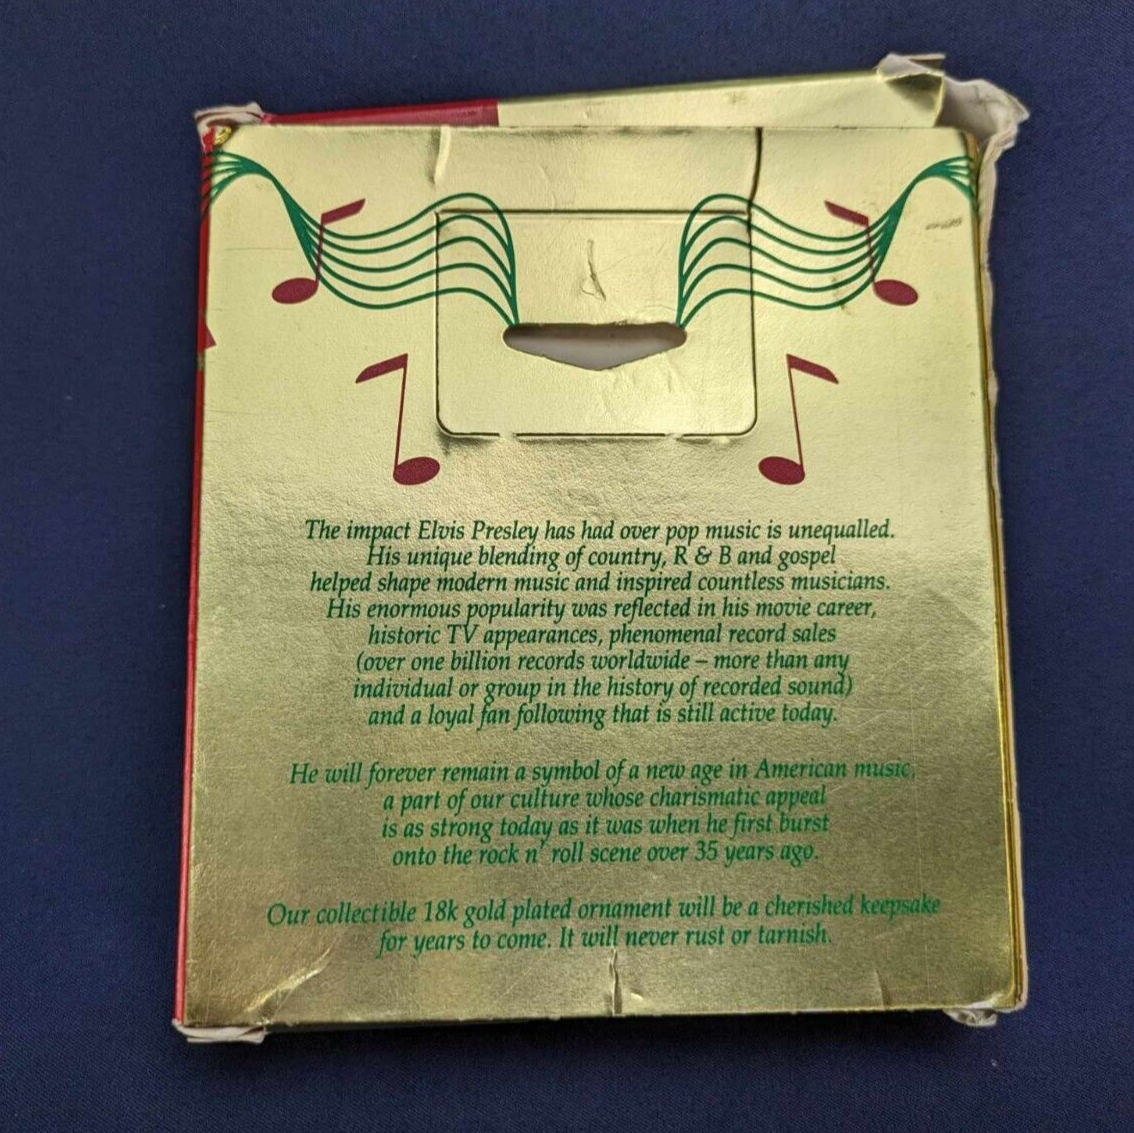 The impact Elvis Presley has had over pop music is unequalled.
His unique blending of country, R & B and gospel
helped shape modern music and inspired countless musicians.
His enormous popularity was reflected in his movie career,
historic TV appearances, phenomenal record sales
(over one billion records worldwide – more than any
individual or group in the history of recorded sound)
and a loyal fan following that is still active today.
He will forever remain a symbol of a new age in American music,
a part of our culture whose charismatic appeal
is as strong today as it was when he first burst
onto the rock n' roll scene over 35 years ago.
Our collectible 18k gold plated ornament will be a cherished keepsake
for years to come. It will never rust or tarnish.